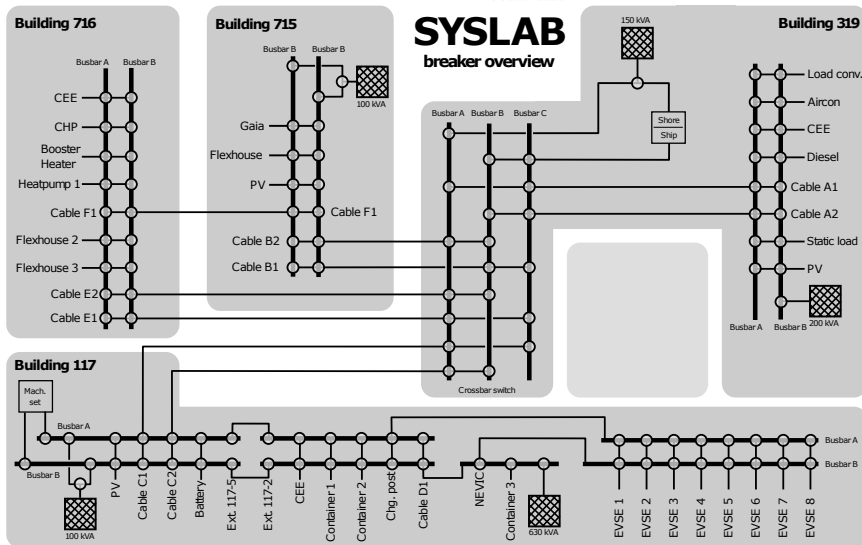 SYSLAB
breaker overview
Building 716
Busbar A
Busbar B
CEE
CHP
Booster
Heater
Heatpump 1
Cable F1
Flexhouse 2
Flexhouse 3
Cable E2
Cable E1
Building 715
Busbar B
Busbar B
100 kVA
Gaia
Flexhouse
PV
Cable F1
Cable B2
Cable B1
150 kVA
Shore
Ship
Busbar A
Busbar B
Busbar C
Crossbar switch
Building 319
Load conv.
Aircon
CEE
Diesel
Cable A1
Cable A2
Static load
PV
200 kVA
Busbar A
Busbar B
Building 117
Mach.
set
Busbar A
Busbar B
100 kVA
PV
Cable C1
Cable C2
Battery
Ext. 117-5
Ext. 117-2
CEE
Container 1
Container 2
Chg. post
Cable D1
NEVIC
Container 3
630 kVA
EVSE 1
EVSE 2
EVSE 3
EVSE 4
EVSE 5
EVSE 6
EVSE 7
EVSE 8
Busbar A
Busbar B